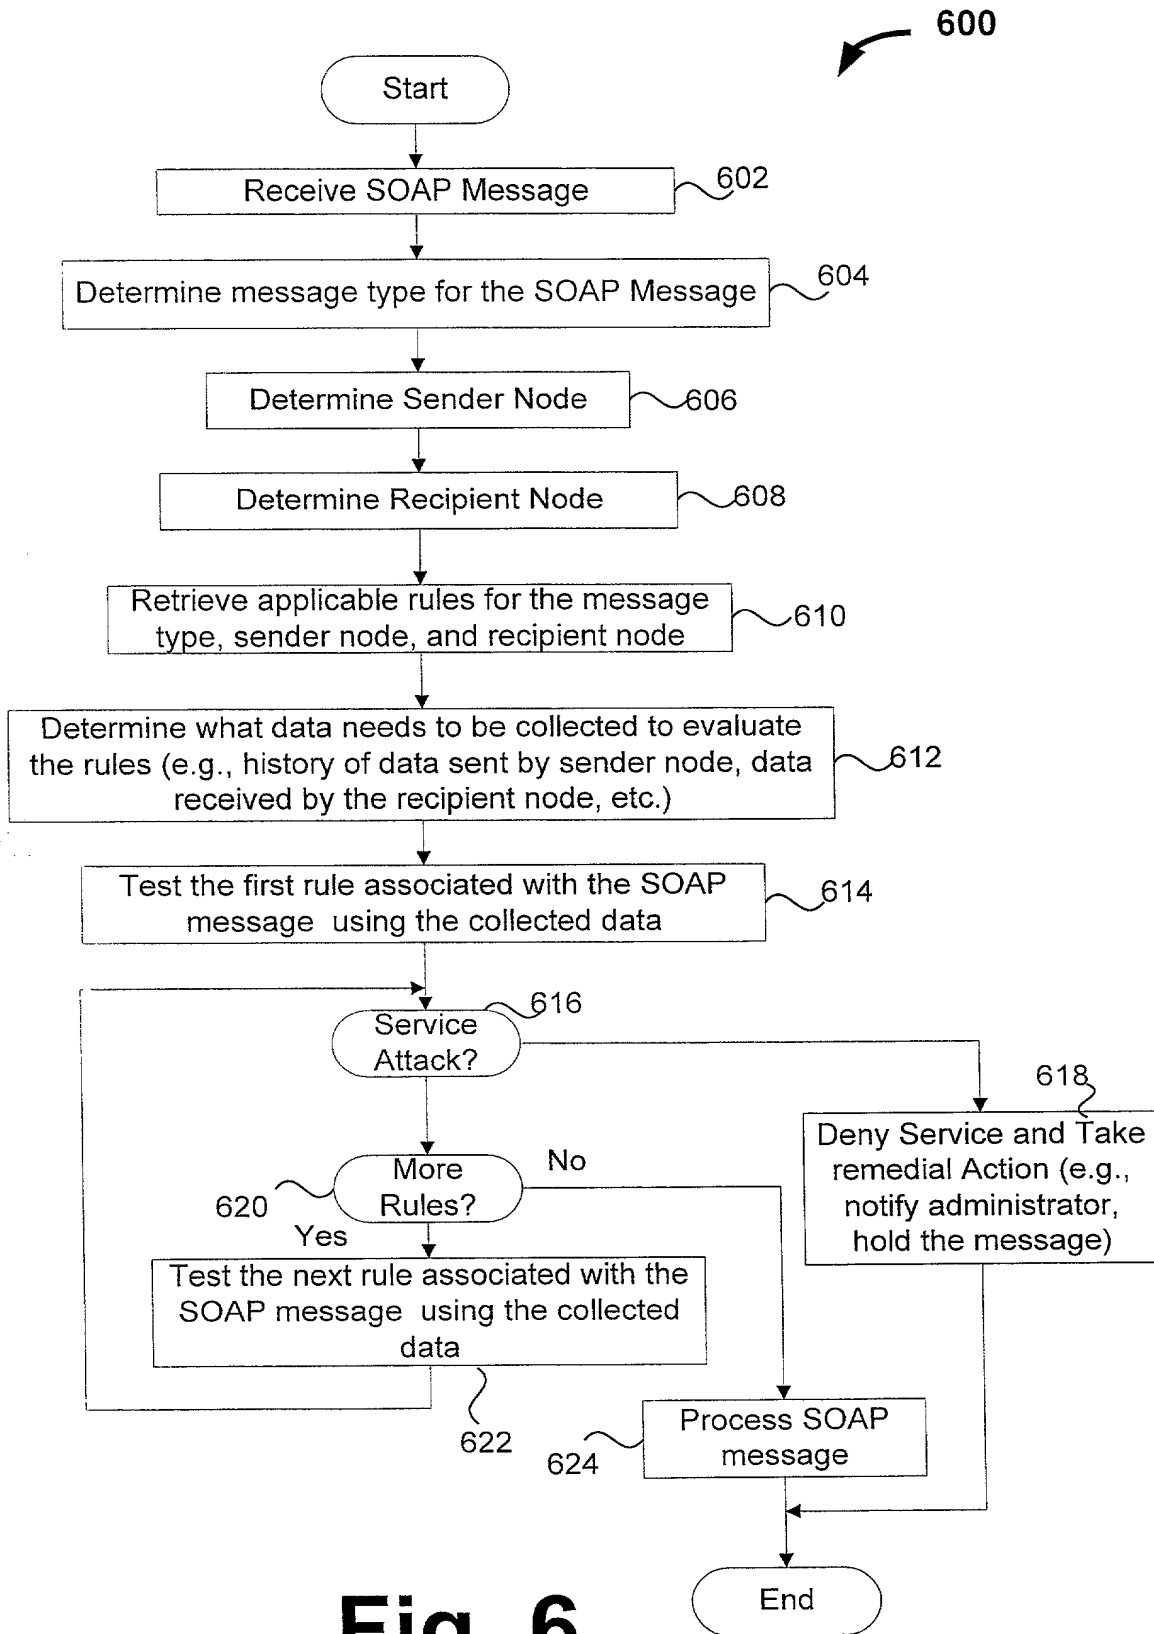 600
Start
Receive SOAP Message
602
Determine message type for the SOAP Message
604
Determine Sender Node
606
Determine Recipient Node
608
Retrieve applicable rules for the message
type, sender node, and recipient node
610
Determine what data needs to be collected to evaluate
the rules (e.g., history of data sent by sender node, data
received by the recipient node, etc.)
612
Test the first rule associated with the SOAP
message using the collected data
614
616
Service
Attack?
618
Deny Service and Take
remedial Action (e.g.,
notify administrator,
hold the message)
More
Rules?
No
620
Yes
Test the next rule associated with the
SOAP message using the collected
data
622
Process SOAP
message
624
End
Fig. 6